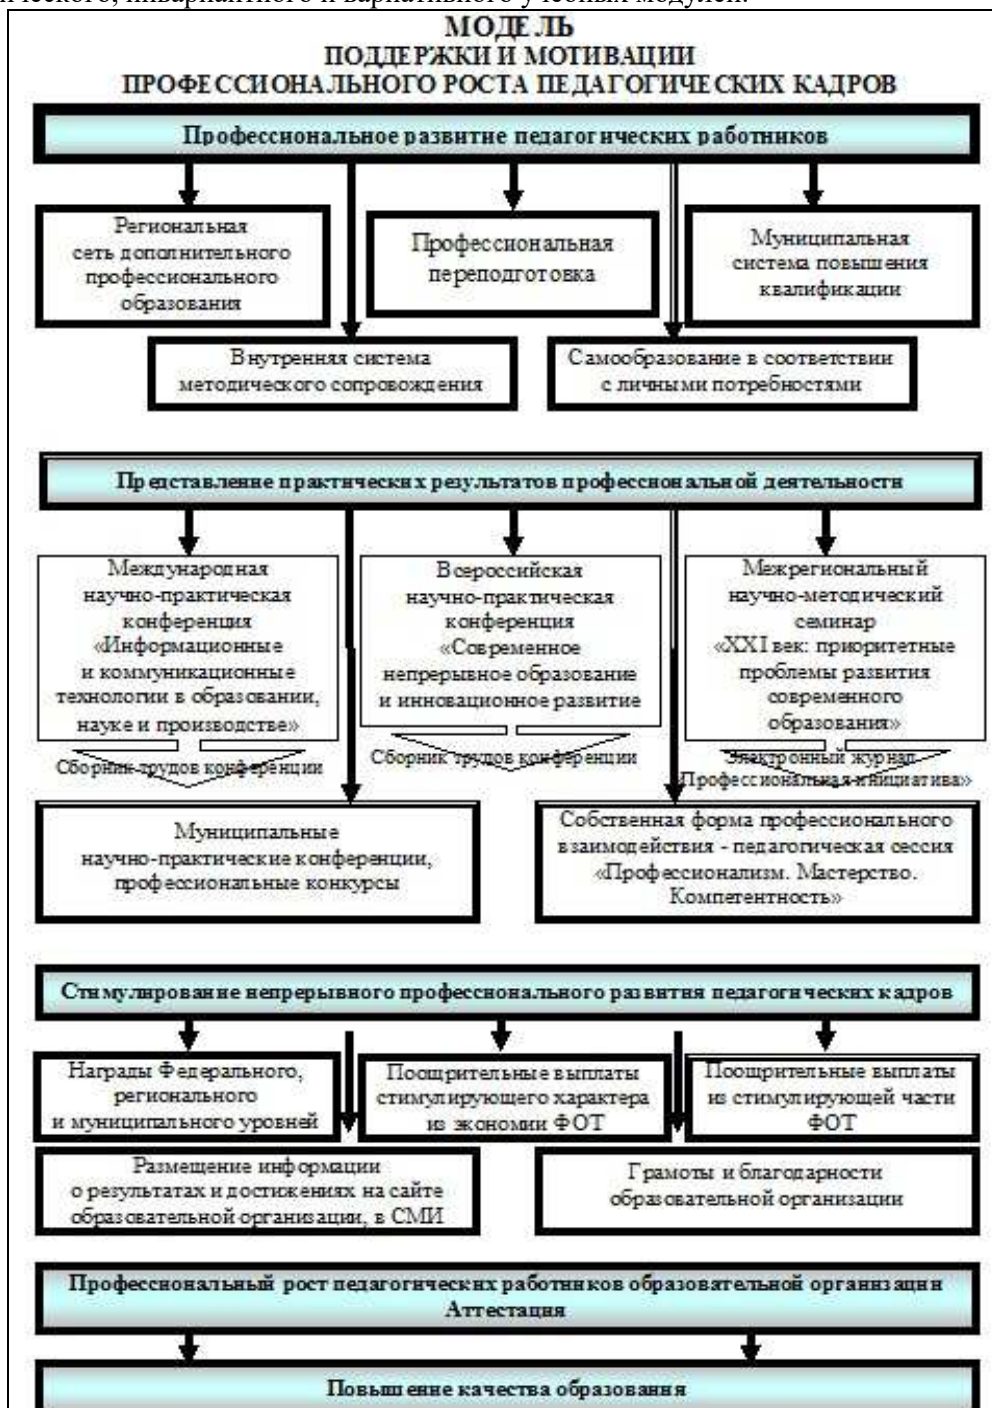 инвариантного и вариативного учебных модулей.
МОДЕЛЬ
ПОДДЕРЖКИ И МОТИВАЦИИ
ПРОФЕССИОНАЛЬНОГО РОСТА ПЕДАГОГИЧЕСКИХ КАДРОВ
Профессиональное развитие педагогических работников
Региональная
сеть дополнительного
профессионального
образования
Профессиональная
переподготовка
Муниципальная
система повышения
квалификации
Внутренняя система
методического сопровождения
Самообразование в соответствии
с личными потребностями
Представление практических результатов профессиональной деятельности
Международная
научно-практическая
конференция
«Информационные
и коммуникационные
технологии в образовании,
науке и производстве»
Всероссийская
научно-практическая
конференция
«Современное
непрерывное образование
и инновационное развитие
Межрегиональный
научно-методический
семинар
«XXI век: приоритетные
проблемы развития
современного
образования»
Сборник трудов конференции
Сборник трудов конференции
Электронный журнал
Профессиональная инициатива»
Муниципальные
научно-практические конференции,
профессиональные конкурсы
Собственная форма профессионального
взаимодействия - педагогическая сессия
«Профессионализм. Мастерство.
Компетентность»
Стимулирование непрерывного профессионального развития педагогических кадров
Награды Федерального,
регионального
и муниципального уровней
Поощрительные выплаты
стимулирующего характера
из экономии ФОТ
Поощрительные выплаты
из стимулирующей части
ФОТ
Размещение информации
о результатах и достижениях на сайте
образовательной организации, в СМИ
Грамоты и благодарности
образовательной организации
Профессиональный рост педагогических работников образовательной организации
Аттестация
Повышение качества образования